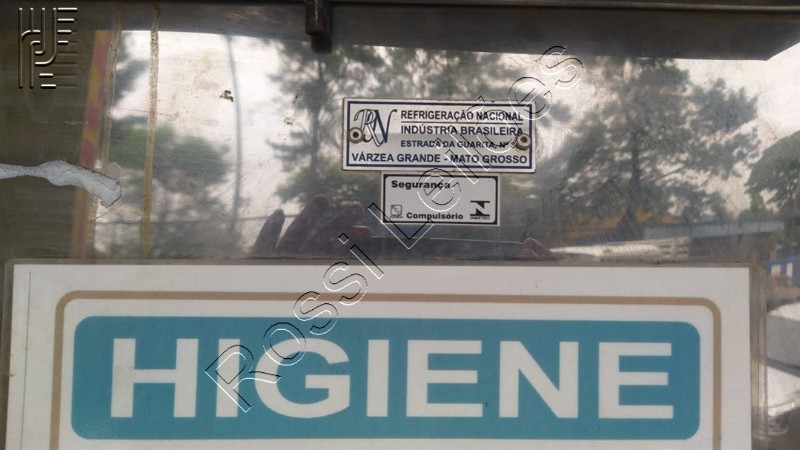 RN
REFRIGERAÇÃO NACIONAL
INDÚSTRIA BRASILEIRA
ESTRADA DA GUARITA, Nº
VÁRZEA GRANDE - MATO GROSSO
Segurança
Compulsório
Rossi Leilões
HIGIENE